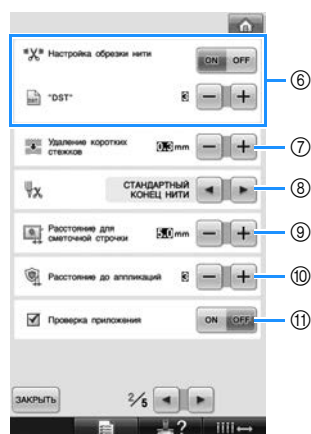 Настройка обрезки нити
ON OFF
⑥
"DST"
3
− +
Удаление коротких
стежков
0.3 mm
− +
⑦
СТАНДАРТНЫЙ
КОНЕЦ НИТИ
⑧
Расстояние для
сметочной строчки
5.0 mm
− +
⑨
Расстояние до аппликаций
3
− +
⑩
Проверка приложения
ON OFF
⑪
ЗАКРЫТЬ
2/5
?